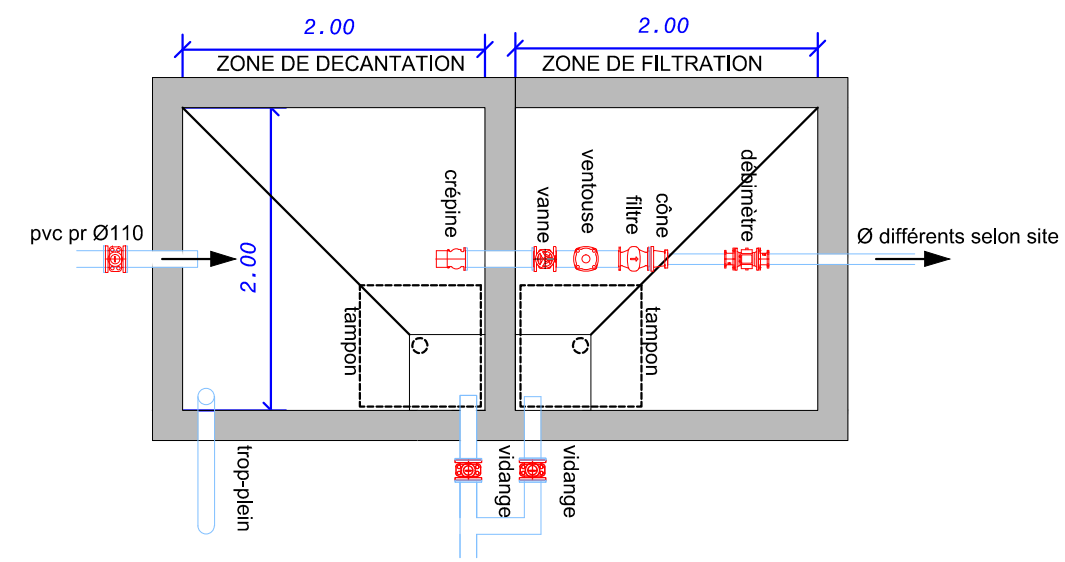 2.00
2.00
ZONE DE DECANTATION
ZONE DE FILTRATION
crépine
vanne
ventouse
filtre
cône
débimètre
pvc pr Ø110
Ø différents selon site
2.00
tampon
tampon
trop-plein
vidange
vidange